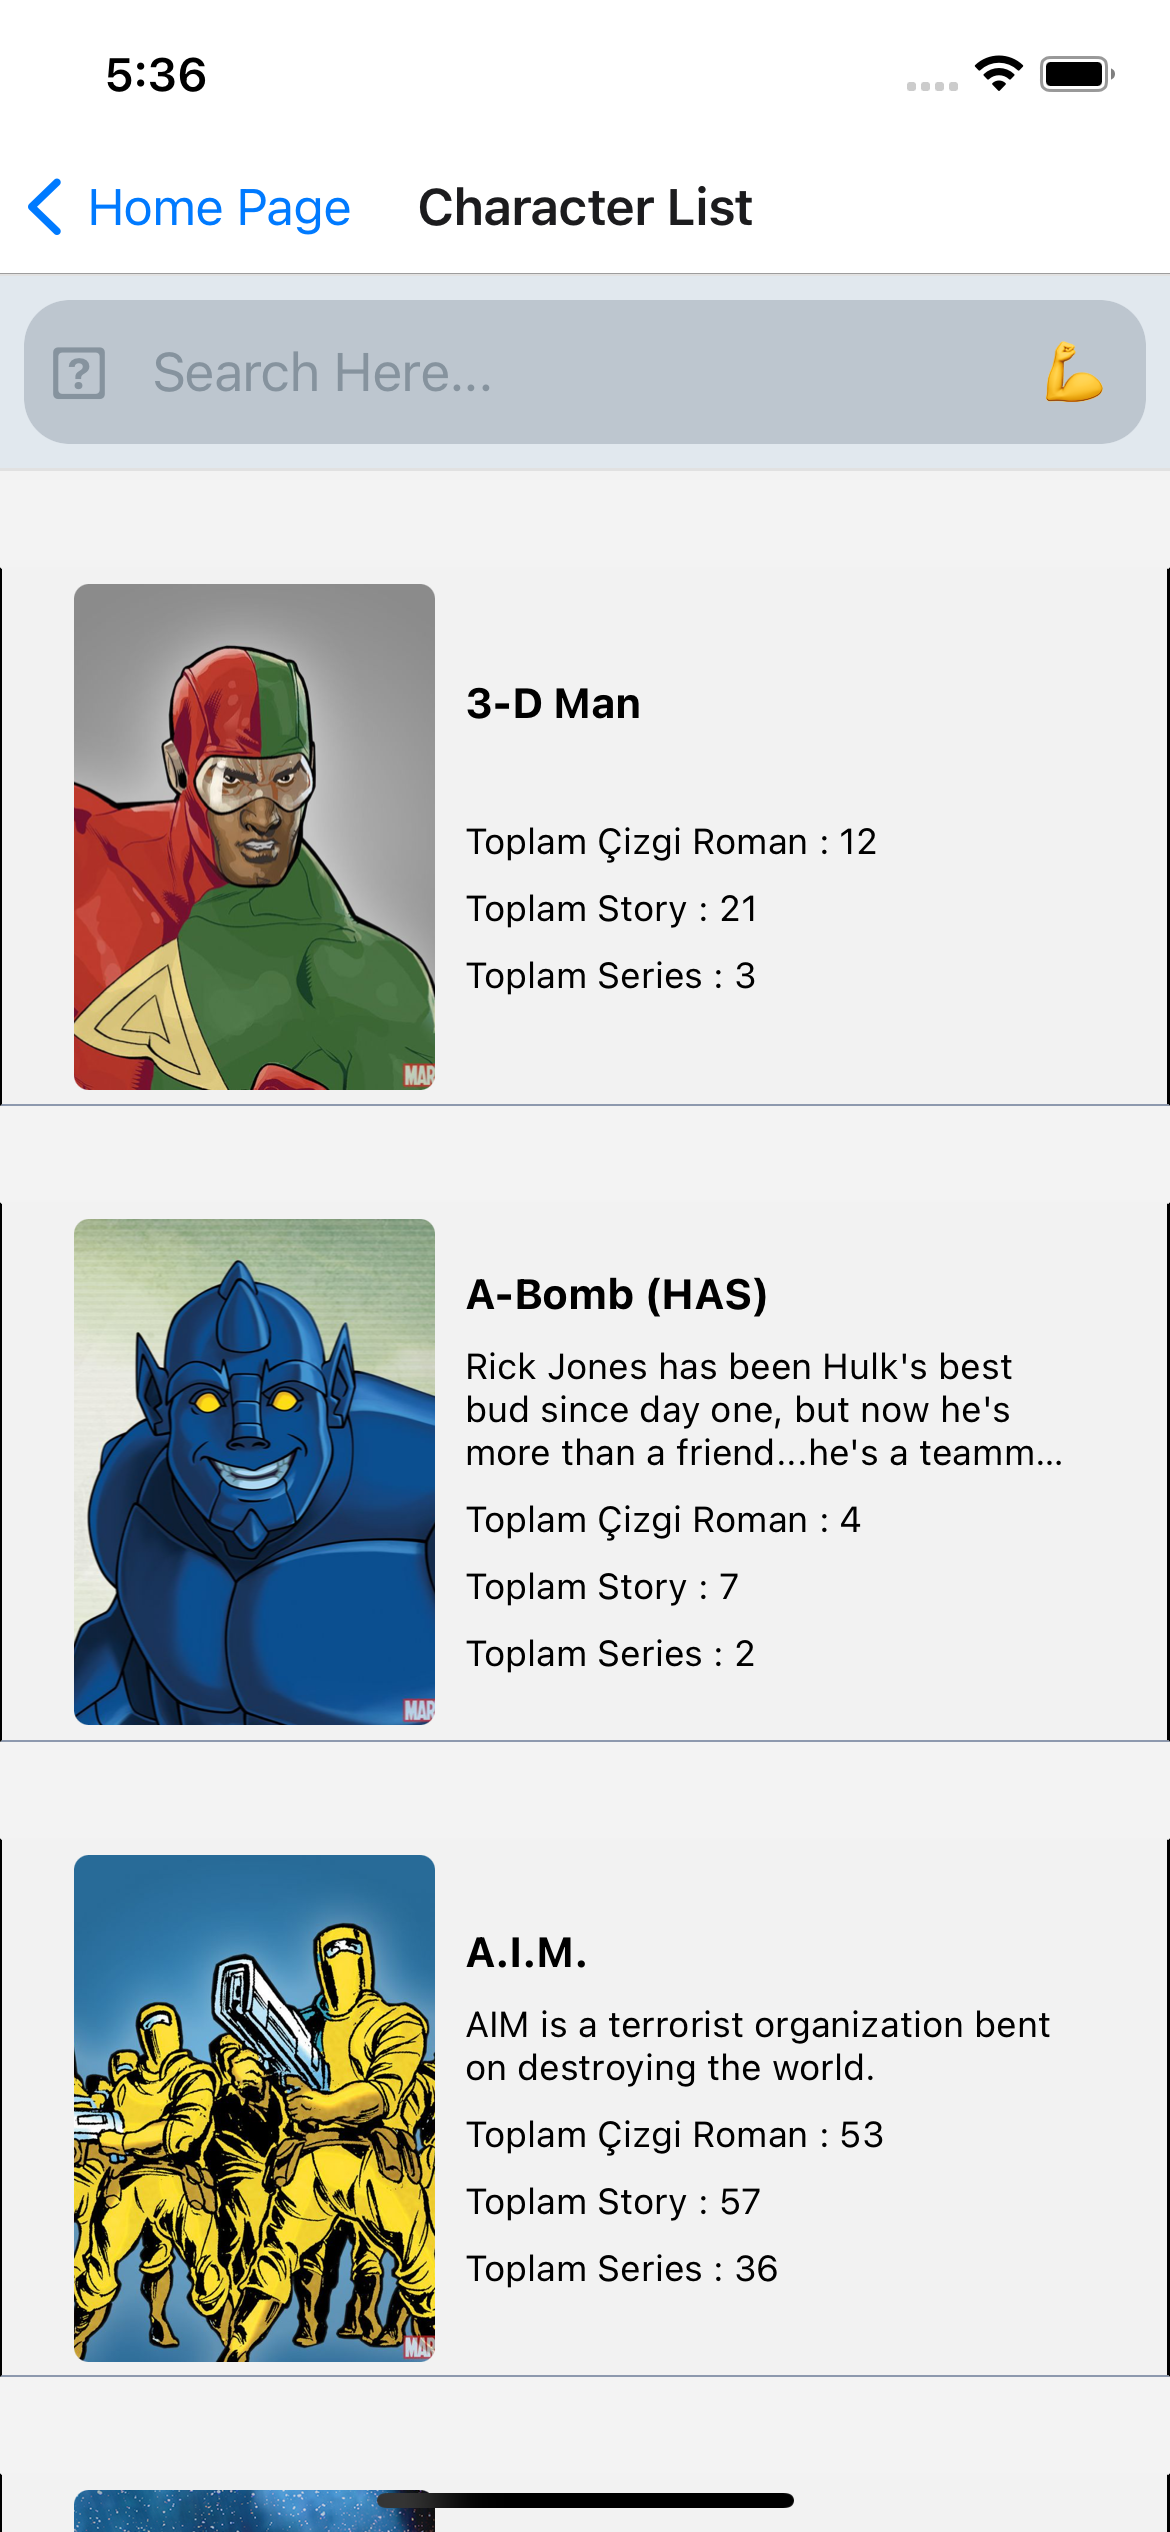 5:36
Home Page
Character List
Search Here...
3-D Man
Toplam Çizgi Roman : 12
Toplam Story : 21
Toplam Series : 3
MAR
A-Bomb (HAS)
Rick Jones has been Hulk's best
bud since day one, but now he's
more than a friend...he's a teamm...
Toplam Çizgi Roman : 4
Toplam Story : 7
Toplam Series : 2
MAR
A.I.M.
AIM is a terrorist organization bent
on destroying the world.
Toplam Çizgi Roman : 53
Toplam Story : 57
Toplam Series : 36
MAR